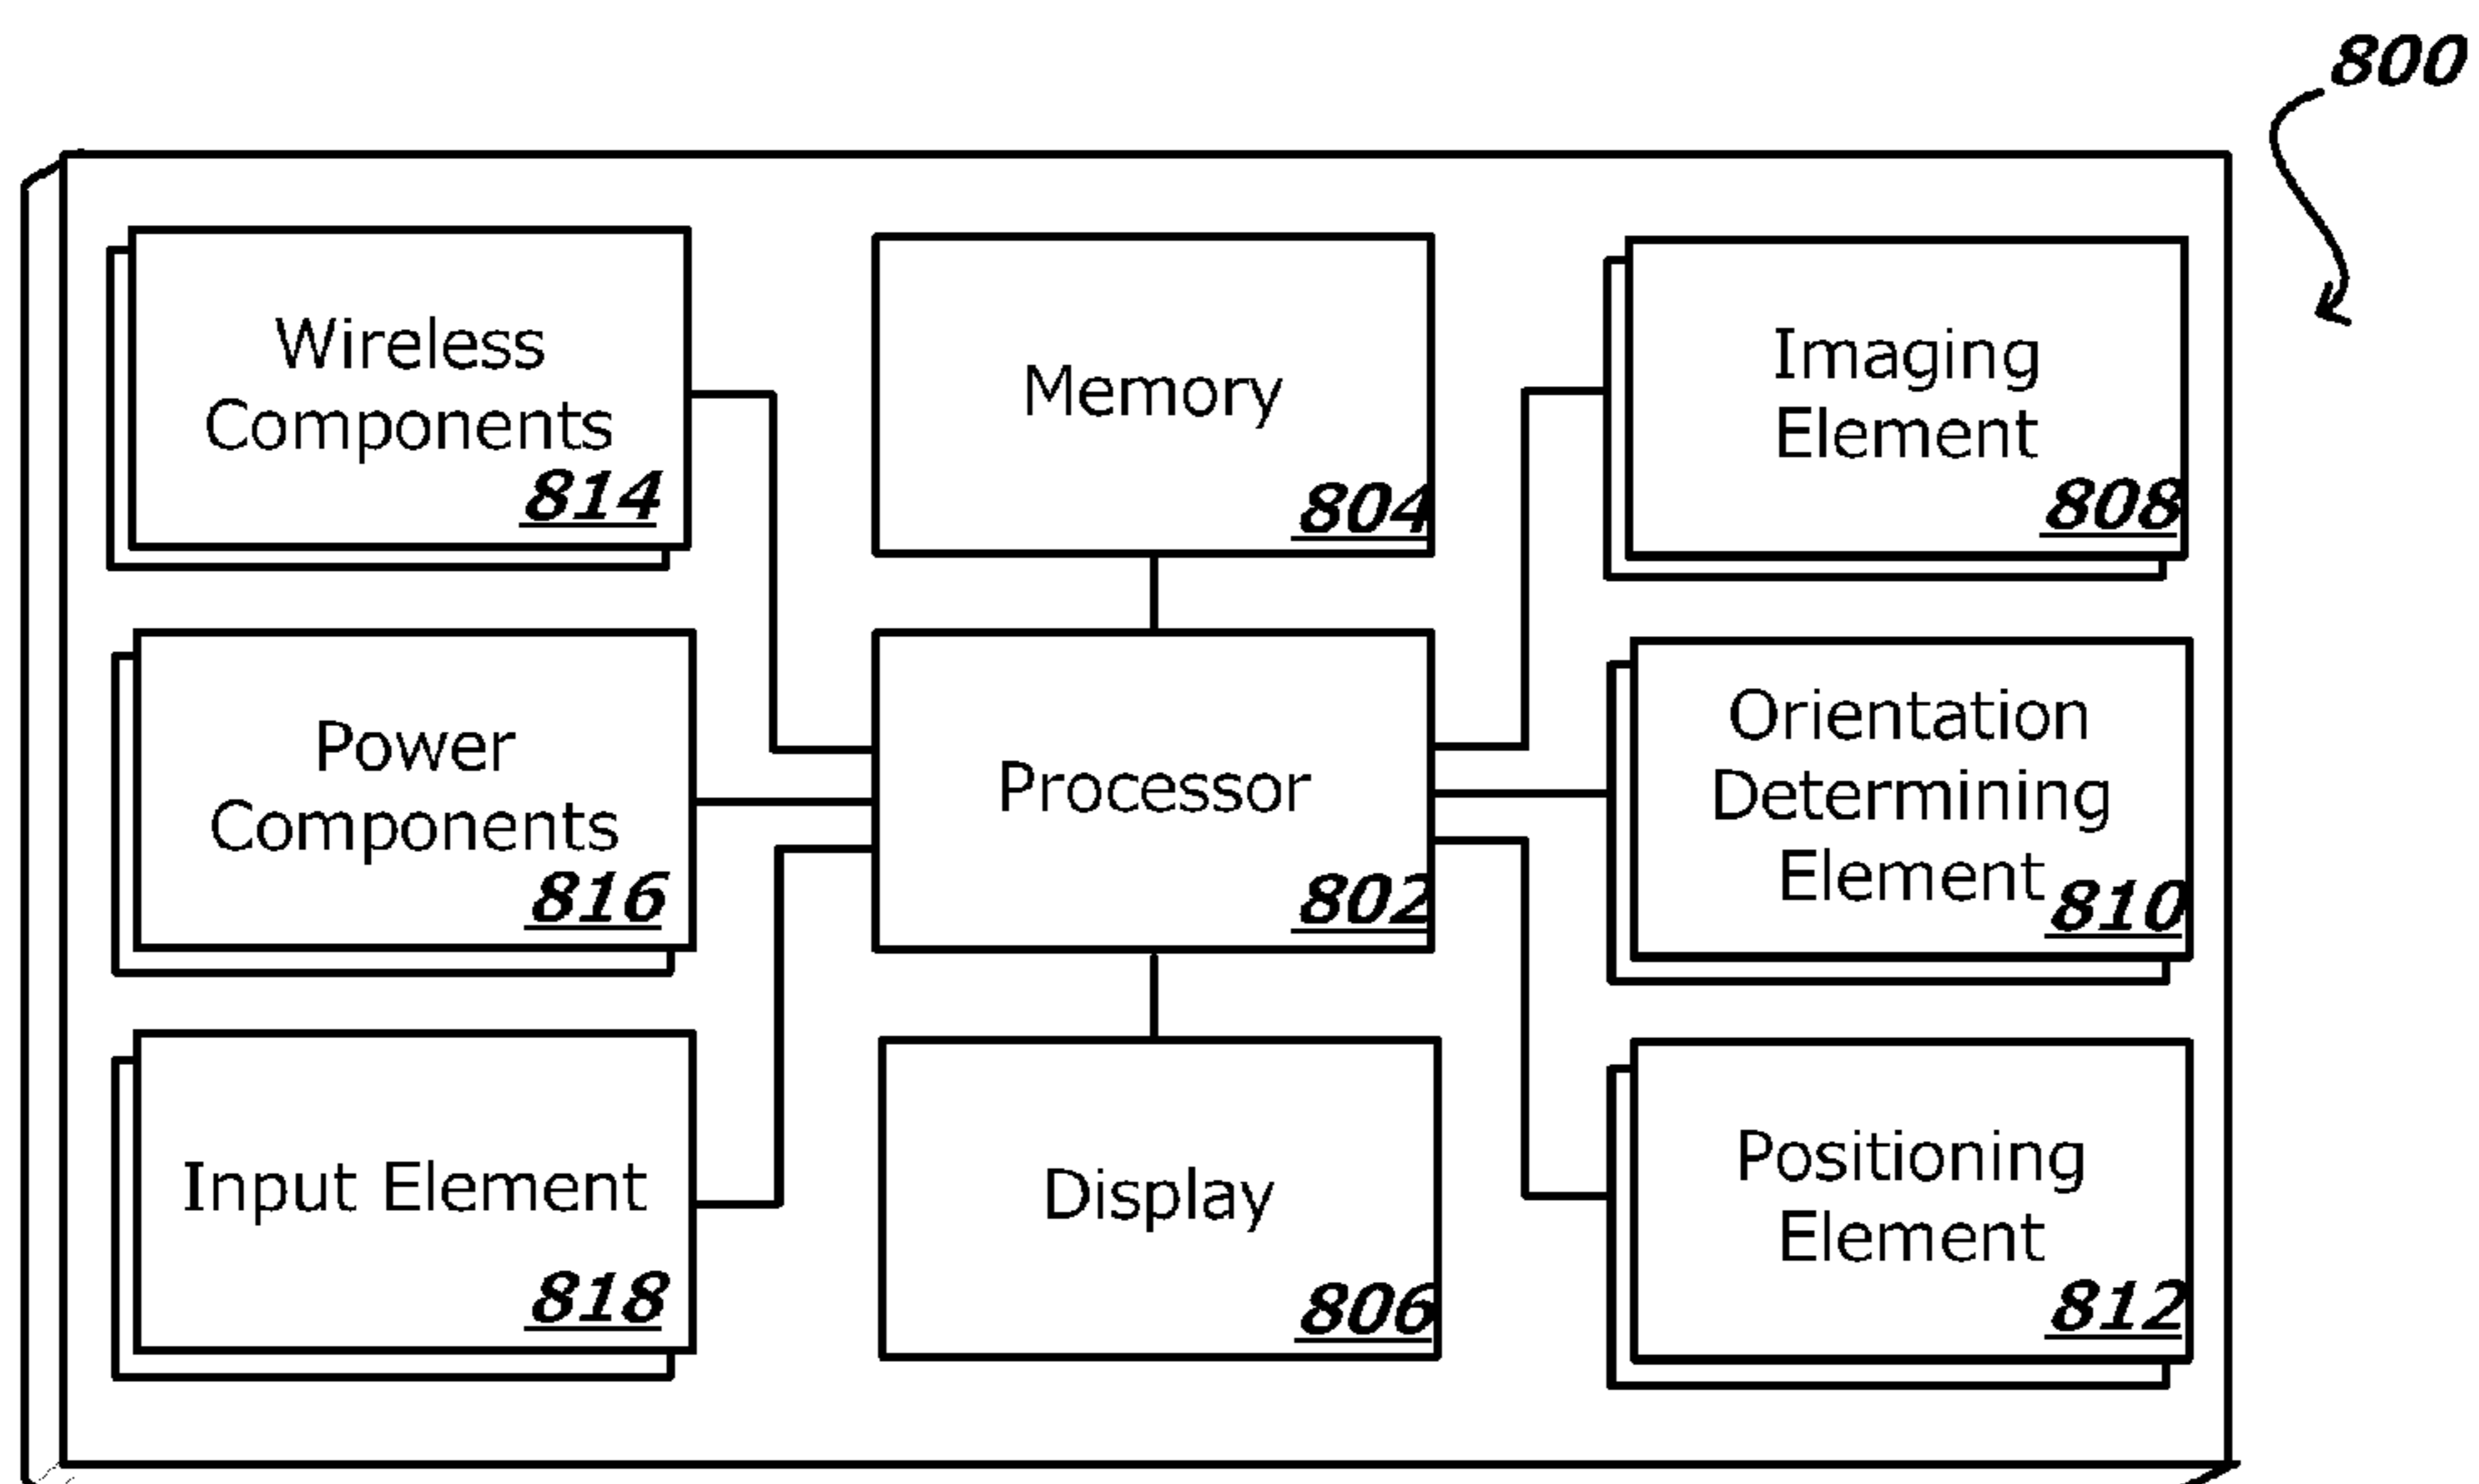 800
Wireless
Components
814
Memory
804
Imaging
Element
808
Power
Components
816
Processor
802
Orientation
Determining
Element
810
Input Element
818
Display
806
Positioning
Element
812